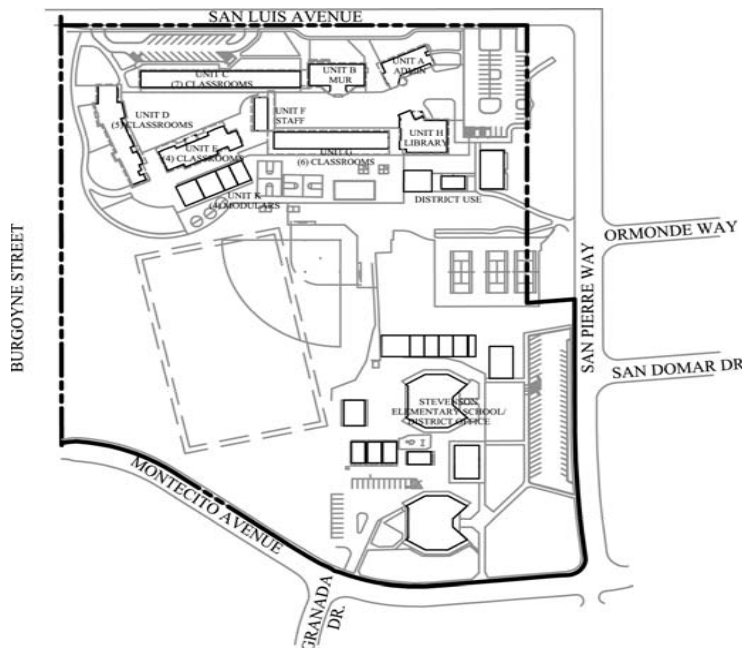 SAN LUIS AVENUE
UNIT A
ADMIN
UNIT B
MUR
UNIT C
(7) CLASSROOMS
UNIT D
(5) CLASSROOMS
UNIT F
STAFF
UNIT E
(4) CLASSROOMS
UNIT G
(6) CLASSROOMS
UNIT H
LIBRARY
UNIT K
(4) MODULARS
DISTRICT USE
ORMONDE WAY
BURGOYNE STREET
SAN PIERRE WAY
SAN DOMAR DR
STEVENSON
ELEMENTARY SCHOOL/
DISTRICT OFFICE
MONTECITO AVENUE
GRANADA
DR.